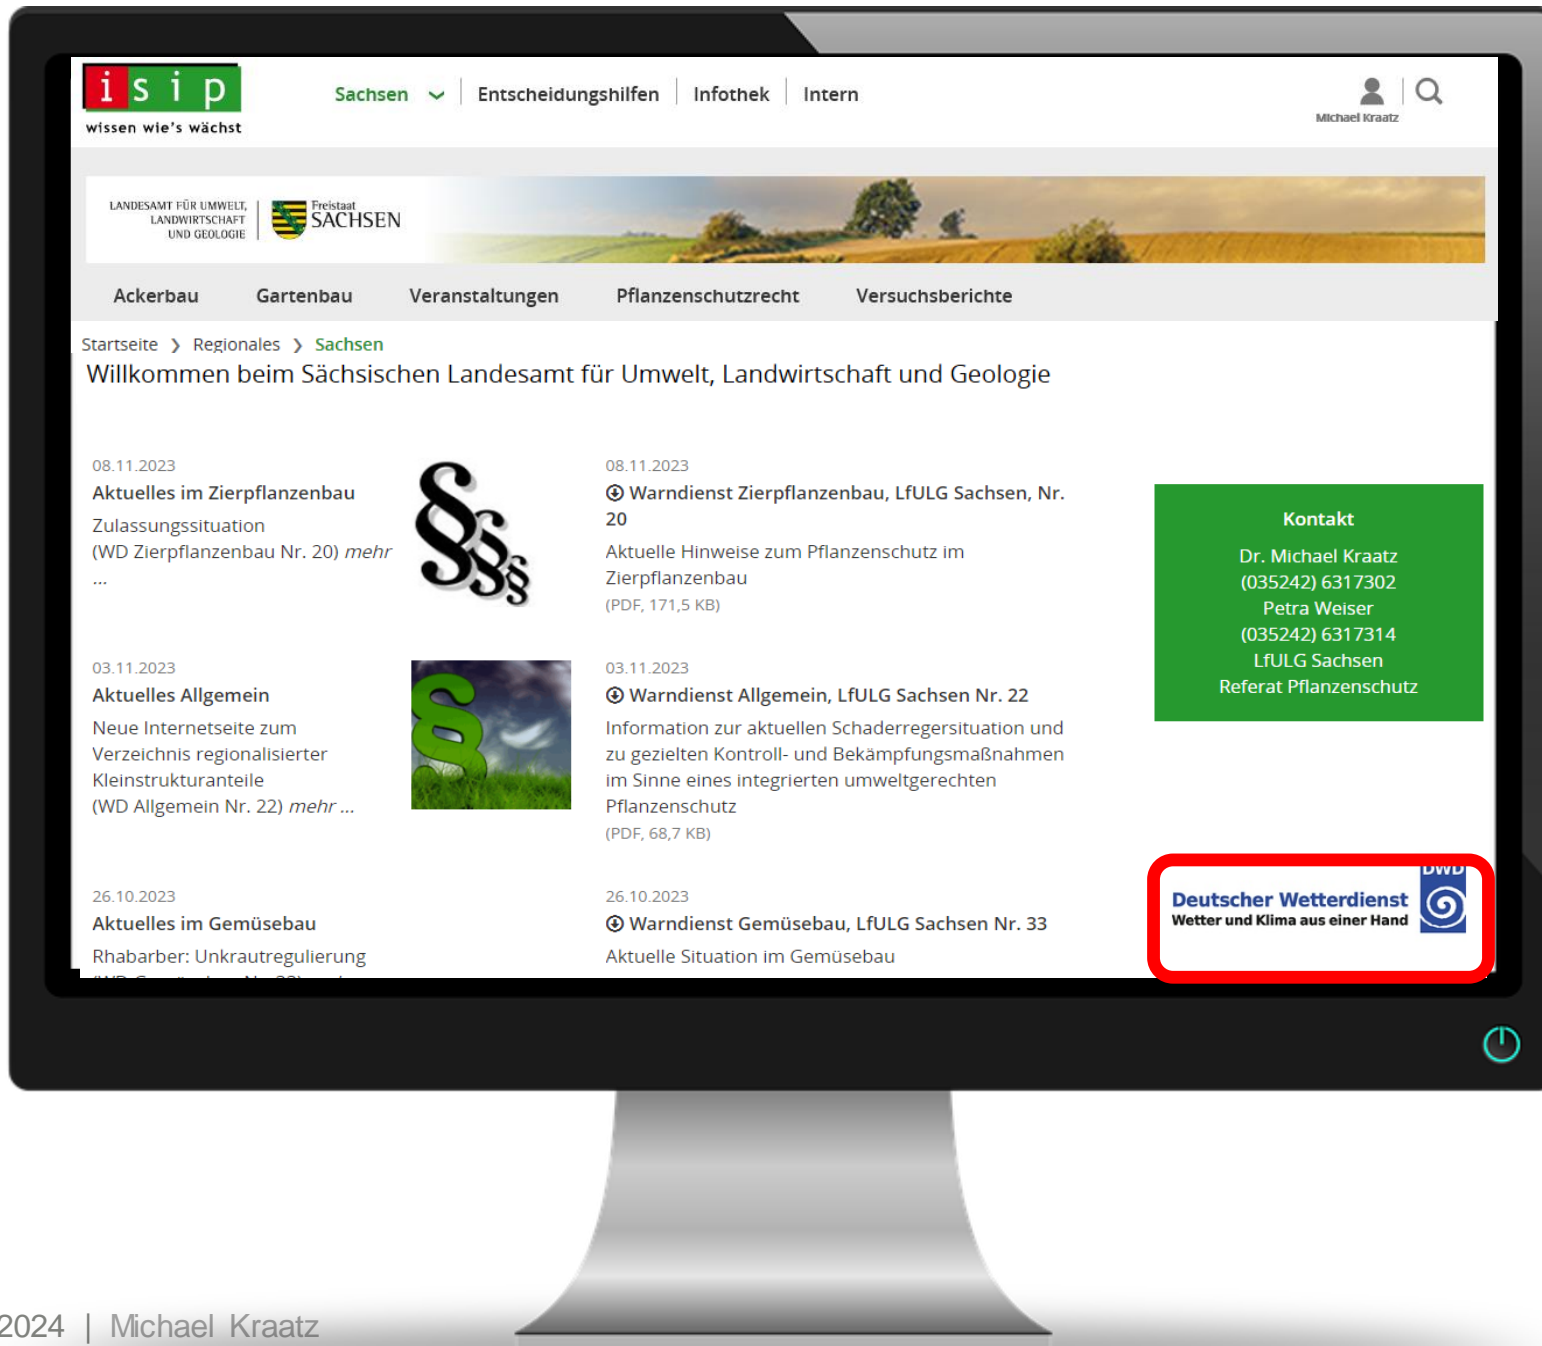 isip
wissen wie's wächst
Sachsen
Entscheidungshilfen
Infothek
Intern
Michael Kraatz
LANDESAMT FÜR UMWELT,
LANDWIRTSCHAFT
UND GEOLOGIE
Freistaat
SACHSEN
Ackerbau
Gartenbau
Veranstaltungen
Pflanzenschutzrecht
Versuchsberichte
Startseite ❯ Regionales ❯ Sachsen
Willkommen beim Sächsischen Landesamt für Umwelt, Landwirtschaft und Geologie
08.11.2023
Aktuelles im Zierpflanzenbau
Zulassungssituation
(WD Zierpflanzenbau Nr. 20) mehr
...
08.11.2023
Warndienst Zierpflanzenbau, LfULG Sachsen, Nr.
20
Aktuelle Hinweise zum Pflanzenschutz im
Zierpflanzenbau
(PDF, 171,5 KB)
Kontakt
Dr. Michael Kraatz
(035242) 6317302
Petra Weiser
(035242) 6317314
LfULG Sachsen
Referat Pflanzenschutz
03.11.2023
Aktuelles Allgemein
Neue Internetseite zum
Verzeichnis regionalisierter
Kleinstrukturanteile
(WD Allgemein Nr. 22) mehr ...
03.11.2023
Warndienst Allgemein, LfULG Sachsen Nr. 22
Information zur aktuellen Schaderregersituation und
zu gezielten Kontroll- und Bekämpfungsmaßnahmen
im Sinne eines integrierten umweltgerechten
Pflanzenschutz
(PDF, 68,7 KB)
26.10.2023
Aktuelles im Gemüsebau
Rhabarber: Unkrautregulierung
26.10.2023
Warndienst Gemüsebau, LfULG Sachsen Nr. 33
Aktuelle Situation im Gemüsebau
DWD
Deutscher Wetterdienst
Wetter und Klima aus einer Hand
2024 | Michael Kraatz